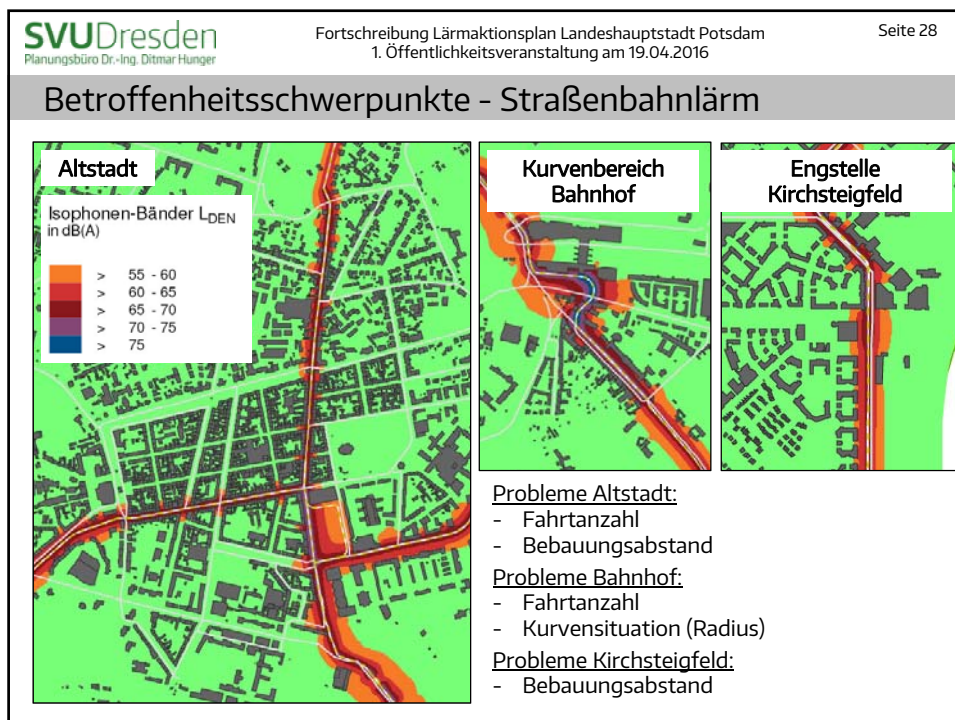 SVUDresden
Planungsbüro Dr.-Ing. Ditmar Hunger
Fortschreibung Lärmaktionsplan Landeshauptstadt Potsdam
1. Öffentlichkeitsveranstaltung am 19.04.2016
Seite 28
Betroffenheitsschwerpunkte - Straßenbahnlärm
Altstadt
Isophonen-Bänder LDEN
in dB(A)
> 55 - 60
> 60 - 65
> 65 - 70
> 70 - 75
> 75
Kurvenbereich
Bahnhof
Engstelle
Kirchsteigfeld
Probleme Altstadt:
- Fahrtanzahl
- Bebauungsabstand
Probleme Bahnhof:
- Fahrtanzahl
- Kurvensituation (Radius)
Probleme Kirchsteigfeld:
- Bebauungsabstand